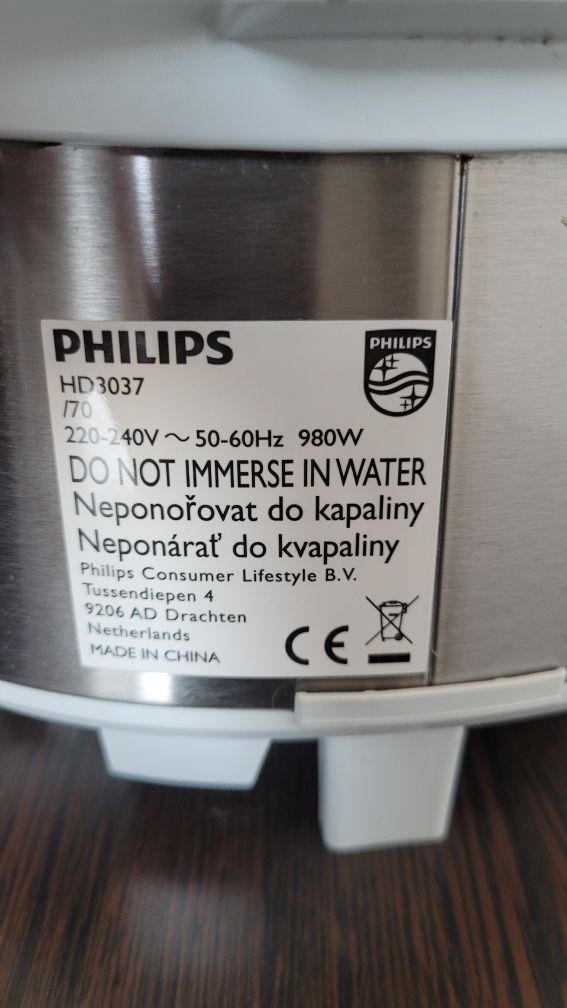 PHILIPS
PHILIPS
HD3037
/70
220-240V ~ 50-60Hz 980W
DO NOT IMMERSE IN WATER
Neponořovat do kapaliny
Neponárať do kvapaliny
Philips Consumer Lifestyle B.V.
Tussendiepen 4
9206 AD Drachten
Netherlands
MADE IN CHINA
CE